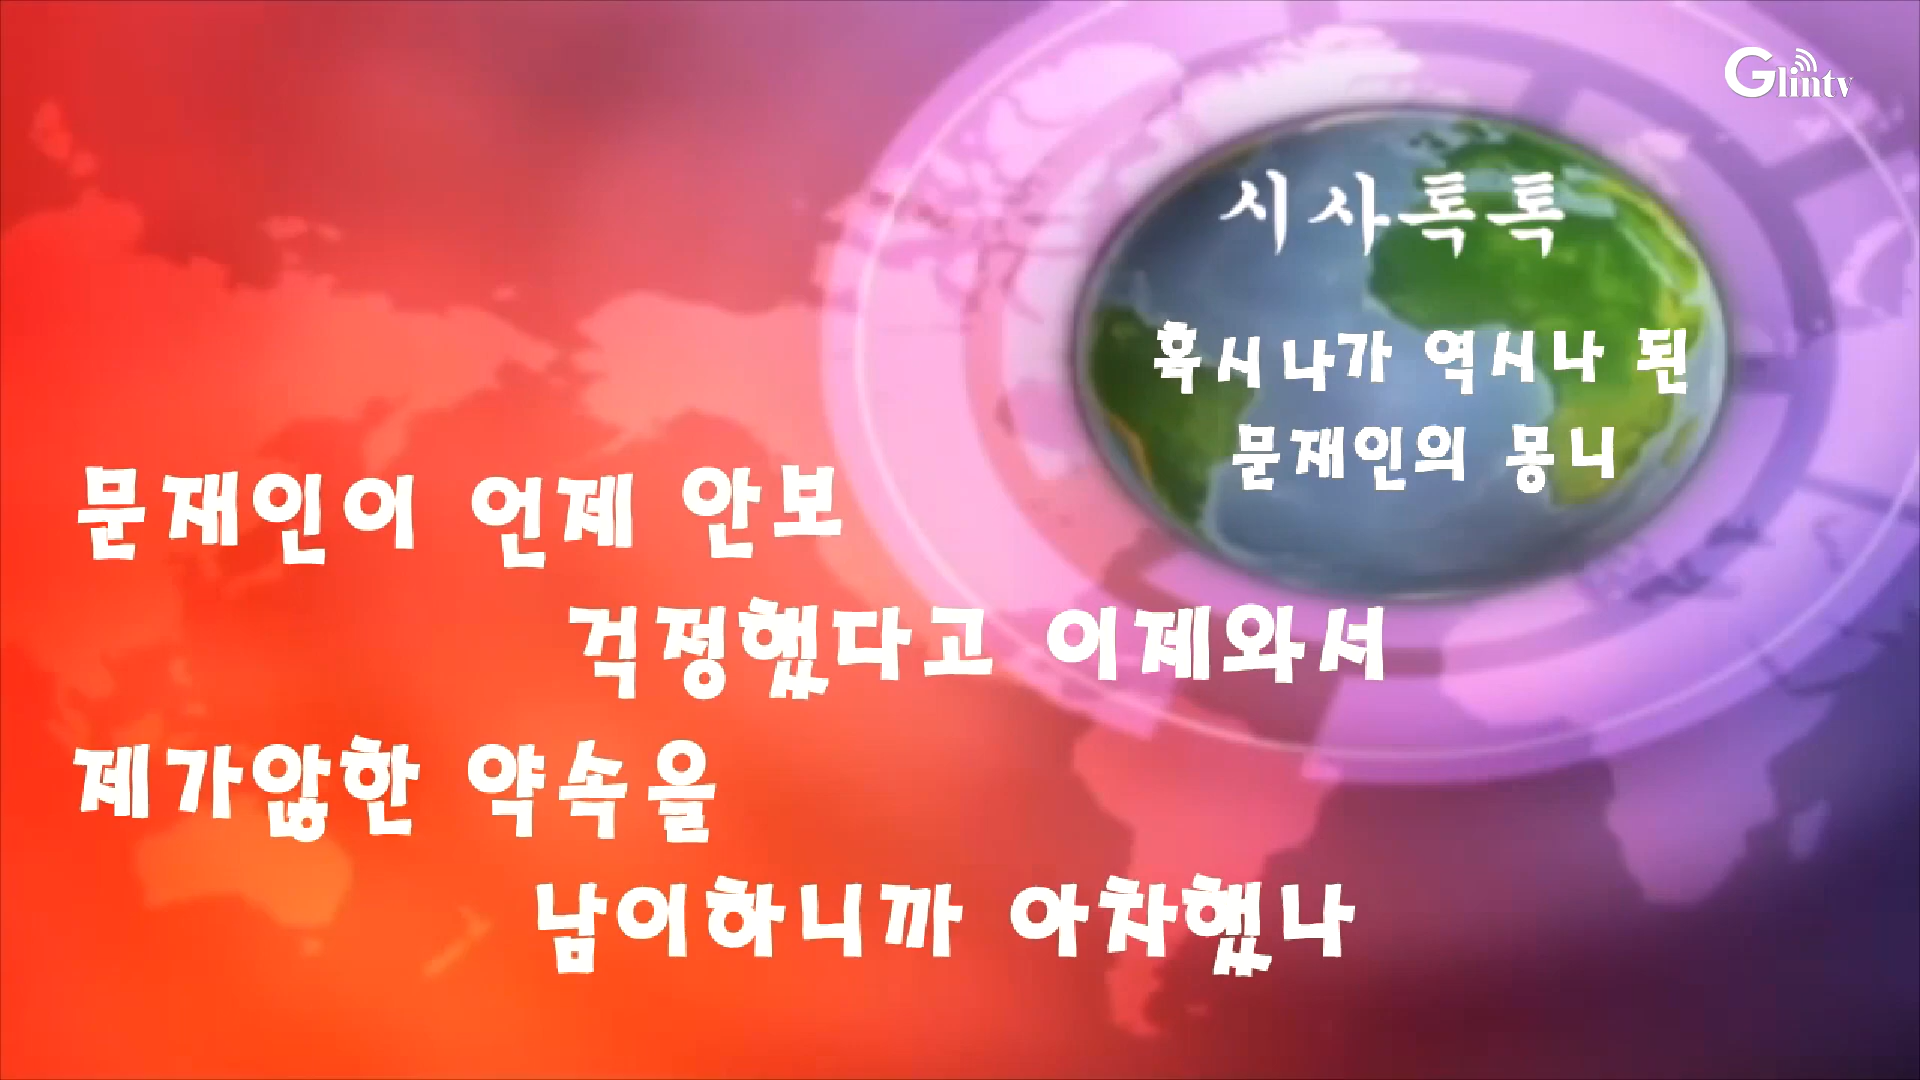 Glintv
시사톡톡
혹시나가 역시나 된
문재인의 몽니
문재인이 언제 안보
걱정했다고 이제와서
제가않한 약속을
남이하니까 아차했나